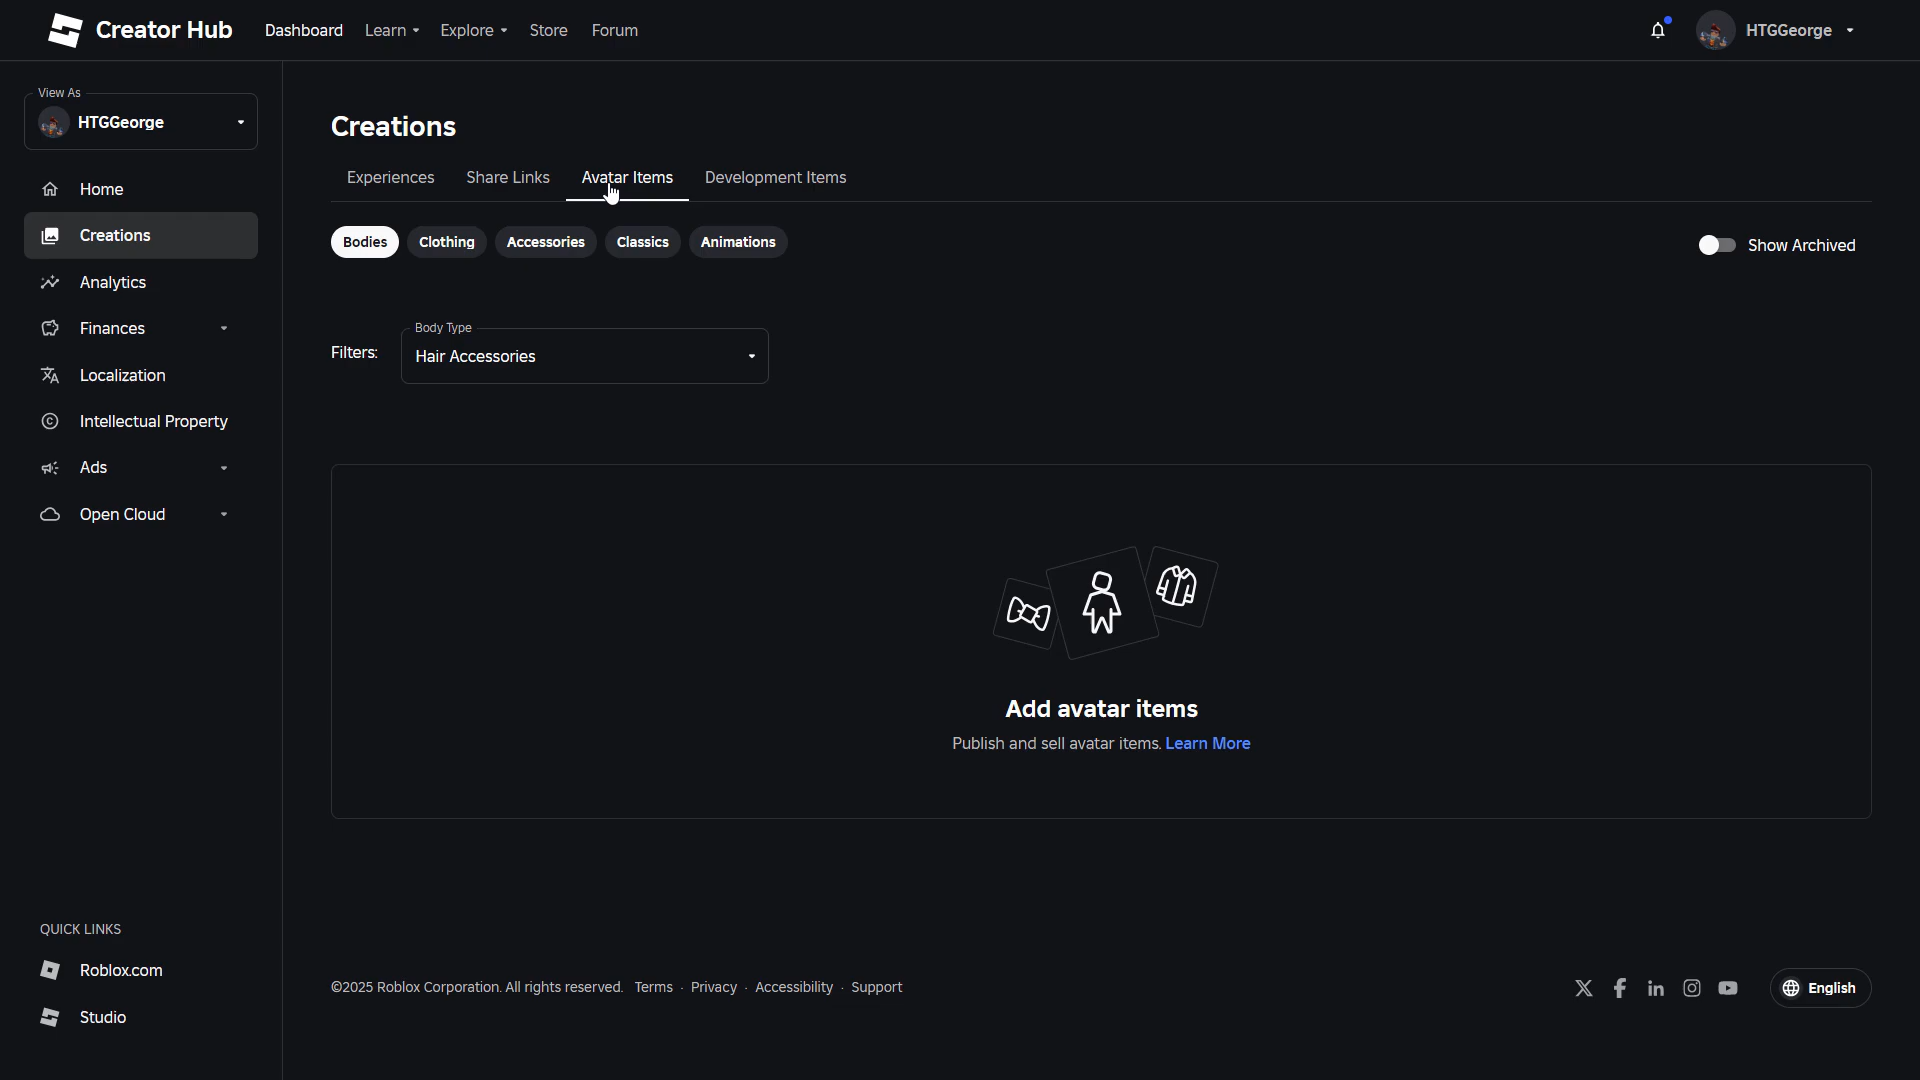 Creator Hub
Dashboard
Learn
Explore
Store
Forum
HTGGeorge
View As
HTGGeorge
Home
Creations
Analytics
Finances
Localization
Intellectual Property
Ads
Open Cloud
QUICK LINKS
Roblox.com
Studio
Creations
Experiences
Share Links
Avatar Items
Development Items
Bodies
Clothing
Accessories
Classics
Animations
Show Archived
Filters:
Body Type
Hair Accessories
Add avatar items
Publish and sell avatar items. Learn More
©2025 Roblox Corporation. All rights reserved. Terms · Privacy · Accessibility · Support
English